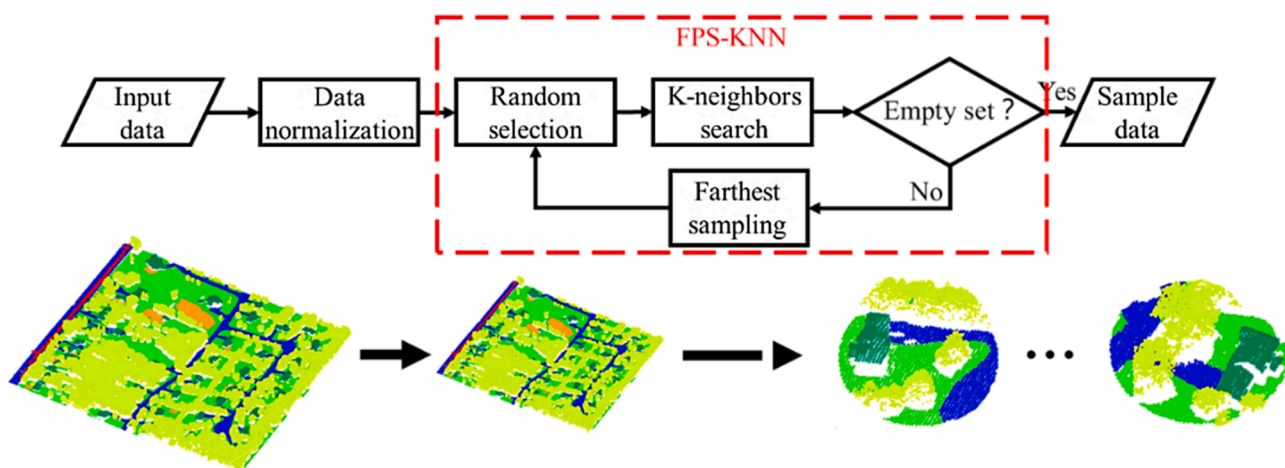 FPS-KNN
Input
data
Data
normalization
Random
selection
K-neighbors
search
Empty set ?
Yes
Sample
data
No
Farthest
sampling